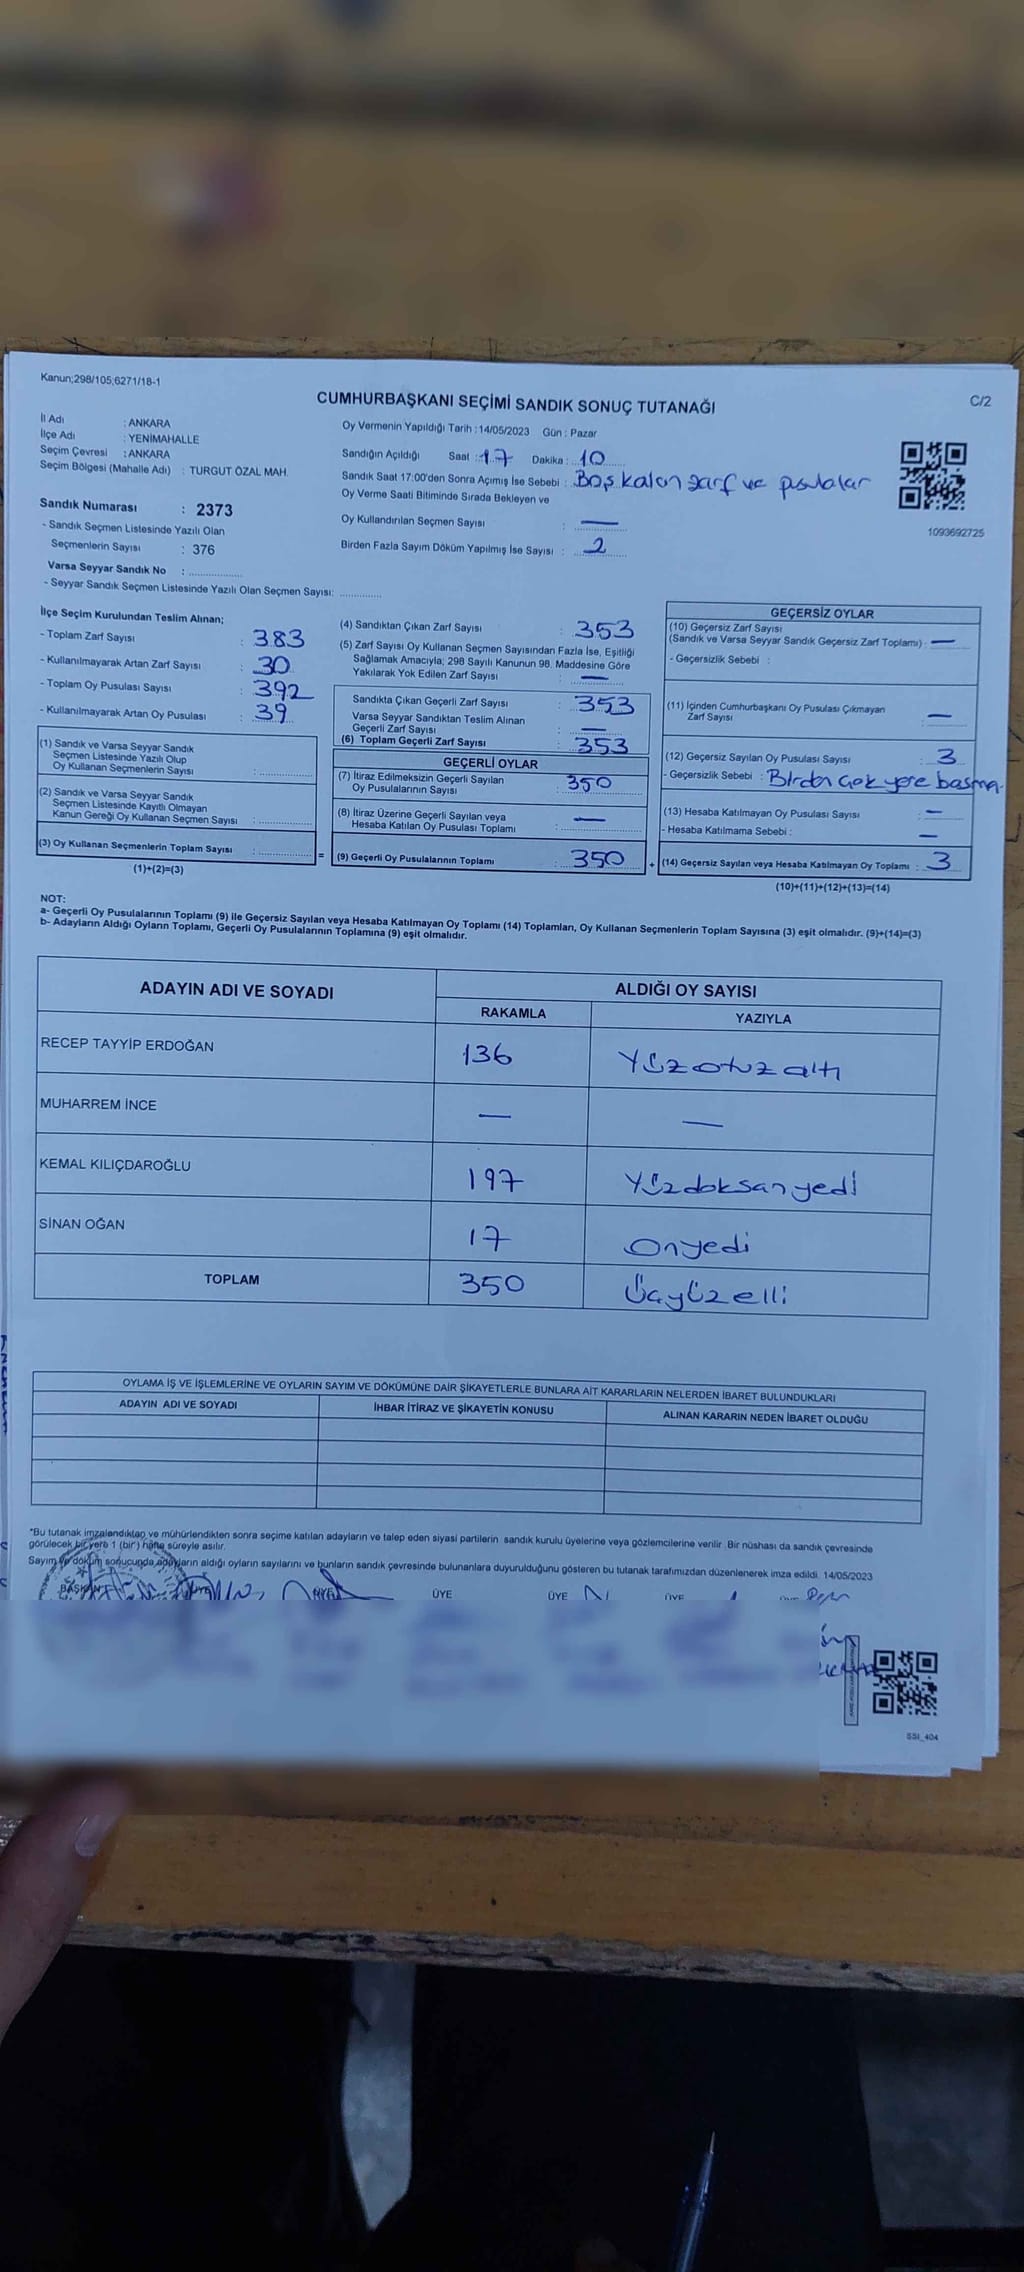 Kanun;298/105;6271/18-1
C/2
CUMHURBAŞKANI SEÇİMİ SANDIK SONUÇ TUTANAĞI
İl Adı : ANKARA
İlçe Adı : YENİMAHALLE
Seçim Çevresi : ANKARA
Seçim Bölgesi (Mahalle Adı) : TURGUT ÖZAL MAH.
Sandık Numarası : 2373
- Sandık Seçmen Listesinde Yazılı Olan
Seçmenlerin Sayısı : 376
Varsa Seyyar Sandık No : ..................
- Seyyar Sandık Seçmen Listesinde Yazılı Olan Seçmen Sayısı: ..............
Oy Vermenin Yapıldığı Tarih :14/05/2023 Gün : Pazar
Sandığın Açıldığı Saat : 17 Dakika : 10
Sandık Saat 17:00'den Sonra Açımış İse Sebebi : Boş kalan zarf ve pusulalar
Oy Verme Saati Bitiminde Sırada Bekleyen ve
Oy Kullandırılan Seçmen Sayısı : —
Birden Fazla Sayım Döküm Yapılmış İse Sayısı : 2
1093692725
İlçe Seçim Kurulundan Teslim Alınan;
- Toplam Zarf Sayısı : 383
- Kullanılmayarak Artan Zarf Sayısı : 30
- Toplam Oy Pusulası Sayısı : 392
- Kullanılmayarak Artan Oy Pusulası : 39
(1) Sandık ve Varsa Seyyar Sandık
Seçmen Listesinde Yazılı Olup
Oy Kullanan Seçmenlerin Sayısı : ..............
(2) Sandık ve Varsa Seyyar Sandık
Seçmen Listesinde Kayıtlı Olmayan
Kanun Gereği Oy Kullanan Seçmen Sayısı : ..............
(3) Oy Kullanan Seçmenlerin Toplam Sayısı : ..............
(1)+(2)=(3)
(4) Sandıktan Çıkan Zarf Sayısı : 353
(5) Zarf Sayısı Oy Kullanan Seçmen Sayısından Fazla İse, Eşitliği
Sağlamak Amacıyla; 298 Sayılı Kanunun 98. Maddesine Göre
Yakılarak Yok Edilen Zarf Sayısı : —
Sandıkta Çıkan Geçerli Zarf Sayısı : 353
Varsa Seyyar Sandıktan Teslim Alınan
Geçerli Zarf Sayısı : —
(6) Toplam Geçerli Zarf Sayısı : 353
GEÇERLİ OYLAR
(7) İtiraz Edilmeksizin Geçerli Sayılan
Oy Pusulalarının Sayısı : 350
(8) İtiraz Üzerine Geçerli Sayılan veya
Hesaba Katılan Oy Pusulası Toplamı : —
= (9) Geçerli Oy Pusulalarının Toplamı : 350
GEÇERSİZ OYLAR
(10) Geçersiz Zarf Sayısı
(Sandık ve Varsa Seyyar Sandık Geçersiz Zarf Toplamı) : —
- Geçersizlik Sebebi :
(11) İçinden Cumhurbaşkanı Oy Pusulası Çıkmayan
Zarf Sayısı : —
(12) Geçersiz Sayılan Oy Pusulası Sayısı : 3
- Geçersizlik Sebebi : Birden çok yere basma.
(13) Hesaba Katılmayan Oy Pusulası Sayısı : —
- Hesaba Katılmama Sebebi : —
+ (14) Geçersiz Sayılan veya Hesaba Katılmayan Oy Toplamı : 3
(10)+(11)+(12)+(13)=(14)
NOT:
a- Geçerli Oy Pusulalarının Toplamı (9) ile Geçersiz Sayılan veya Hesaba Katılmayan Oy Toplamı (14) Toplamları, Oy Kullanan Seçmenlerin Toplam Sayısına (3) eşit olmalıdır. (9)+(14)=(3)
b- Adayların Aldığı Oyların Toplamı, Geçerli Oy Pusulalarının Toplamına (9) eşit olmalıdır.
ADAYIN ADI VE SOYADI ALDIĞI OY SAYISI
RAKAMLA YAZIYLA
RECEP TAYYİP ERDOĞAN 136 Yüzotuzaltı
MUHARREM İNCE — —
KEMAL KILIÇDAROĞLU 197 Yüzdoksanyedi
SİNAN OĞAN 17 Onyedi
TOPLAM 350 Üçyüzelli
OYLAMA İŞ VE İŞLEMLERİNE VE OYLARIN SAYIM VE DÖKÜMÜNE DAİR ŞİKAYETLERLE BUNLARA AİT KARARLARIN NELERDEN İBARET BULUNDUKLARI
ADAYIN ADI VE SOYADI İHBAR İTİRAZ VE ŞİKAYETİN KONUSU ALINAN KARARIN NEDEN İBARET OLDUĞU
*Bu tutanak imzalandıktan ve mühürlendikten sonra seçime katılan adayların ve talep eden siyasi partilerin sandık kurulu üyelerine veya gözlemcilerine verilir. Bir nüshası da sandık çevresinde
görülecek bir yere 1 (bir) hafta süreyle asılır.
Sayım ve döküm sonucunda adayların aldığı oyların sayılarını ve bunların sandık çevresinde bulunanlara duyurulduğunu gösteren bu tutanak tarafımızdan düzenlenerek imza edildi. 14/05/2023
BAŞKAN ÜYE ÜYE ÜYE ÜYE ÜYE
SSI_404